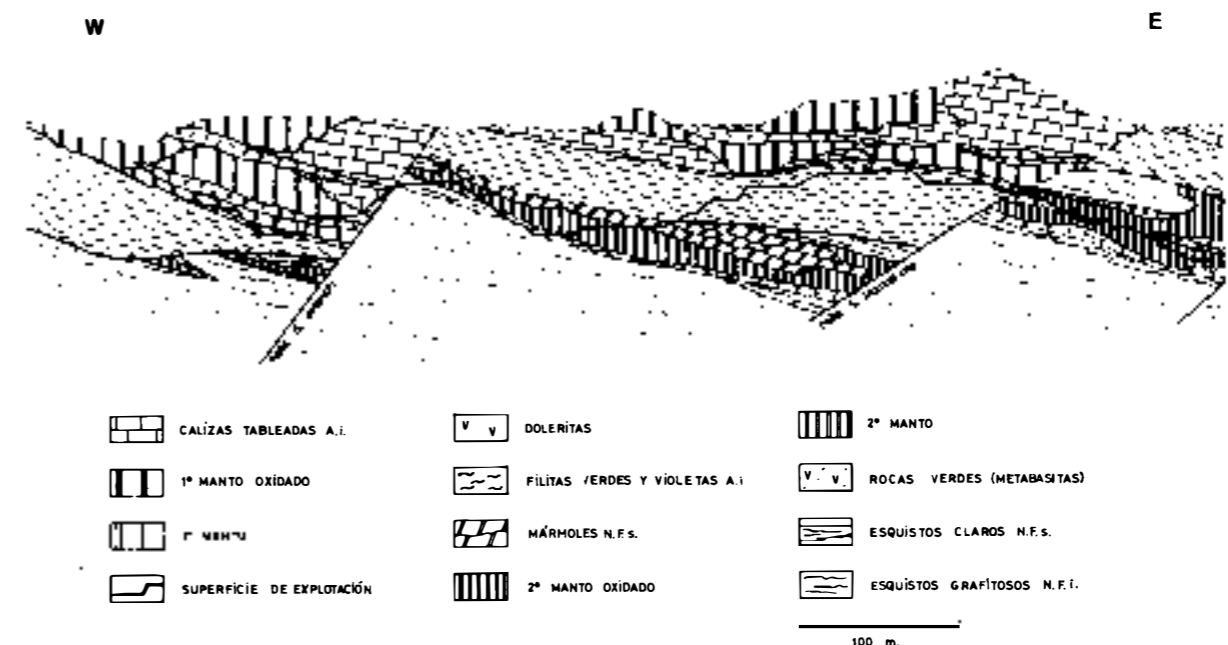 W
E
CALIZAS TABLEADAS A.i.
1º MANTO OXIDADO
SUPERFICIE DE EXPLOTACIÓN
DOLERITAS
FILITAS VERDES Y VIOLETAS A.i
MÁRMOLES N.F.s.
2º MANTO OXIDADO
2º MANTO
ROCAS VERDES (METABASITAS)
ESQUISTOS CLAROS N.F.s.
ESQUISTOS GRAFITOSOS N.F.i.
100 m.